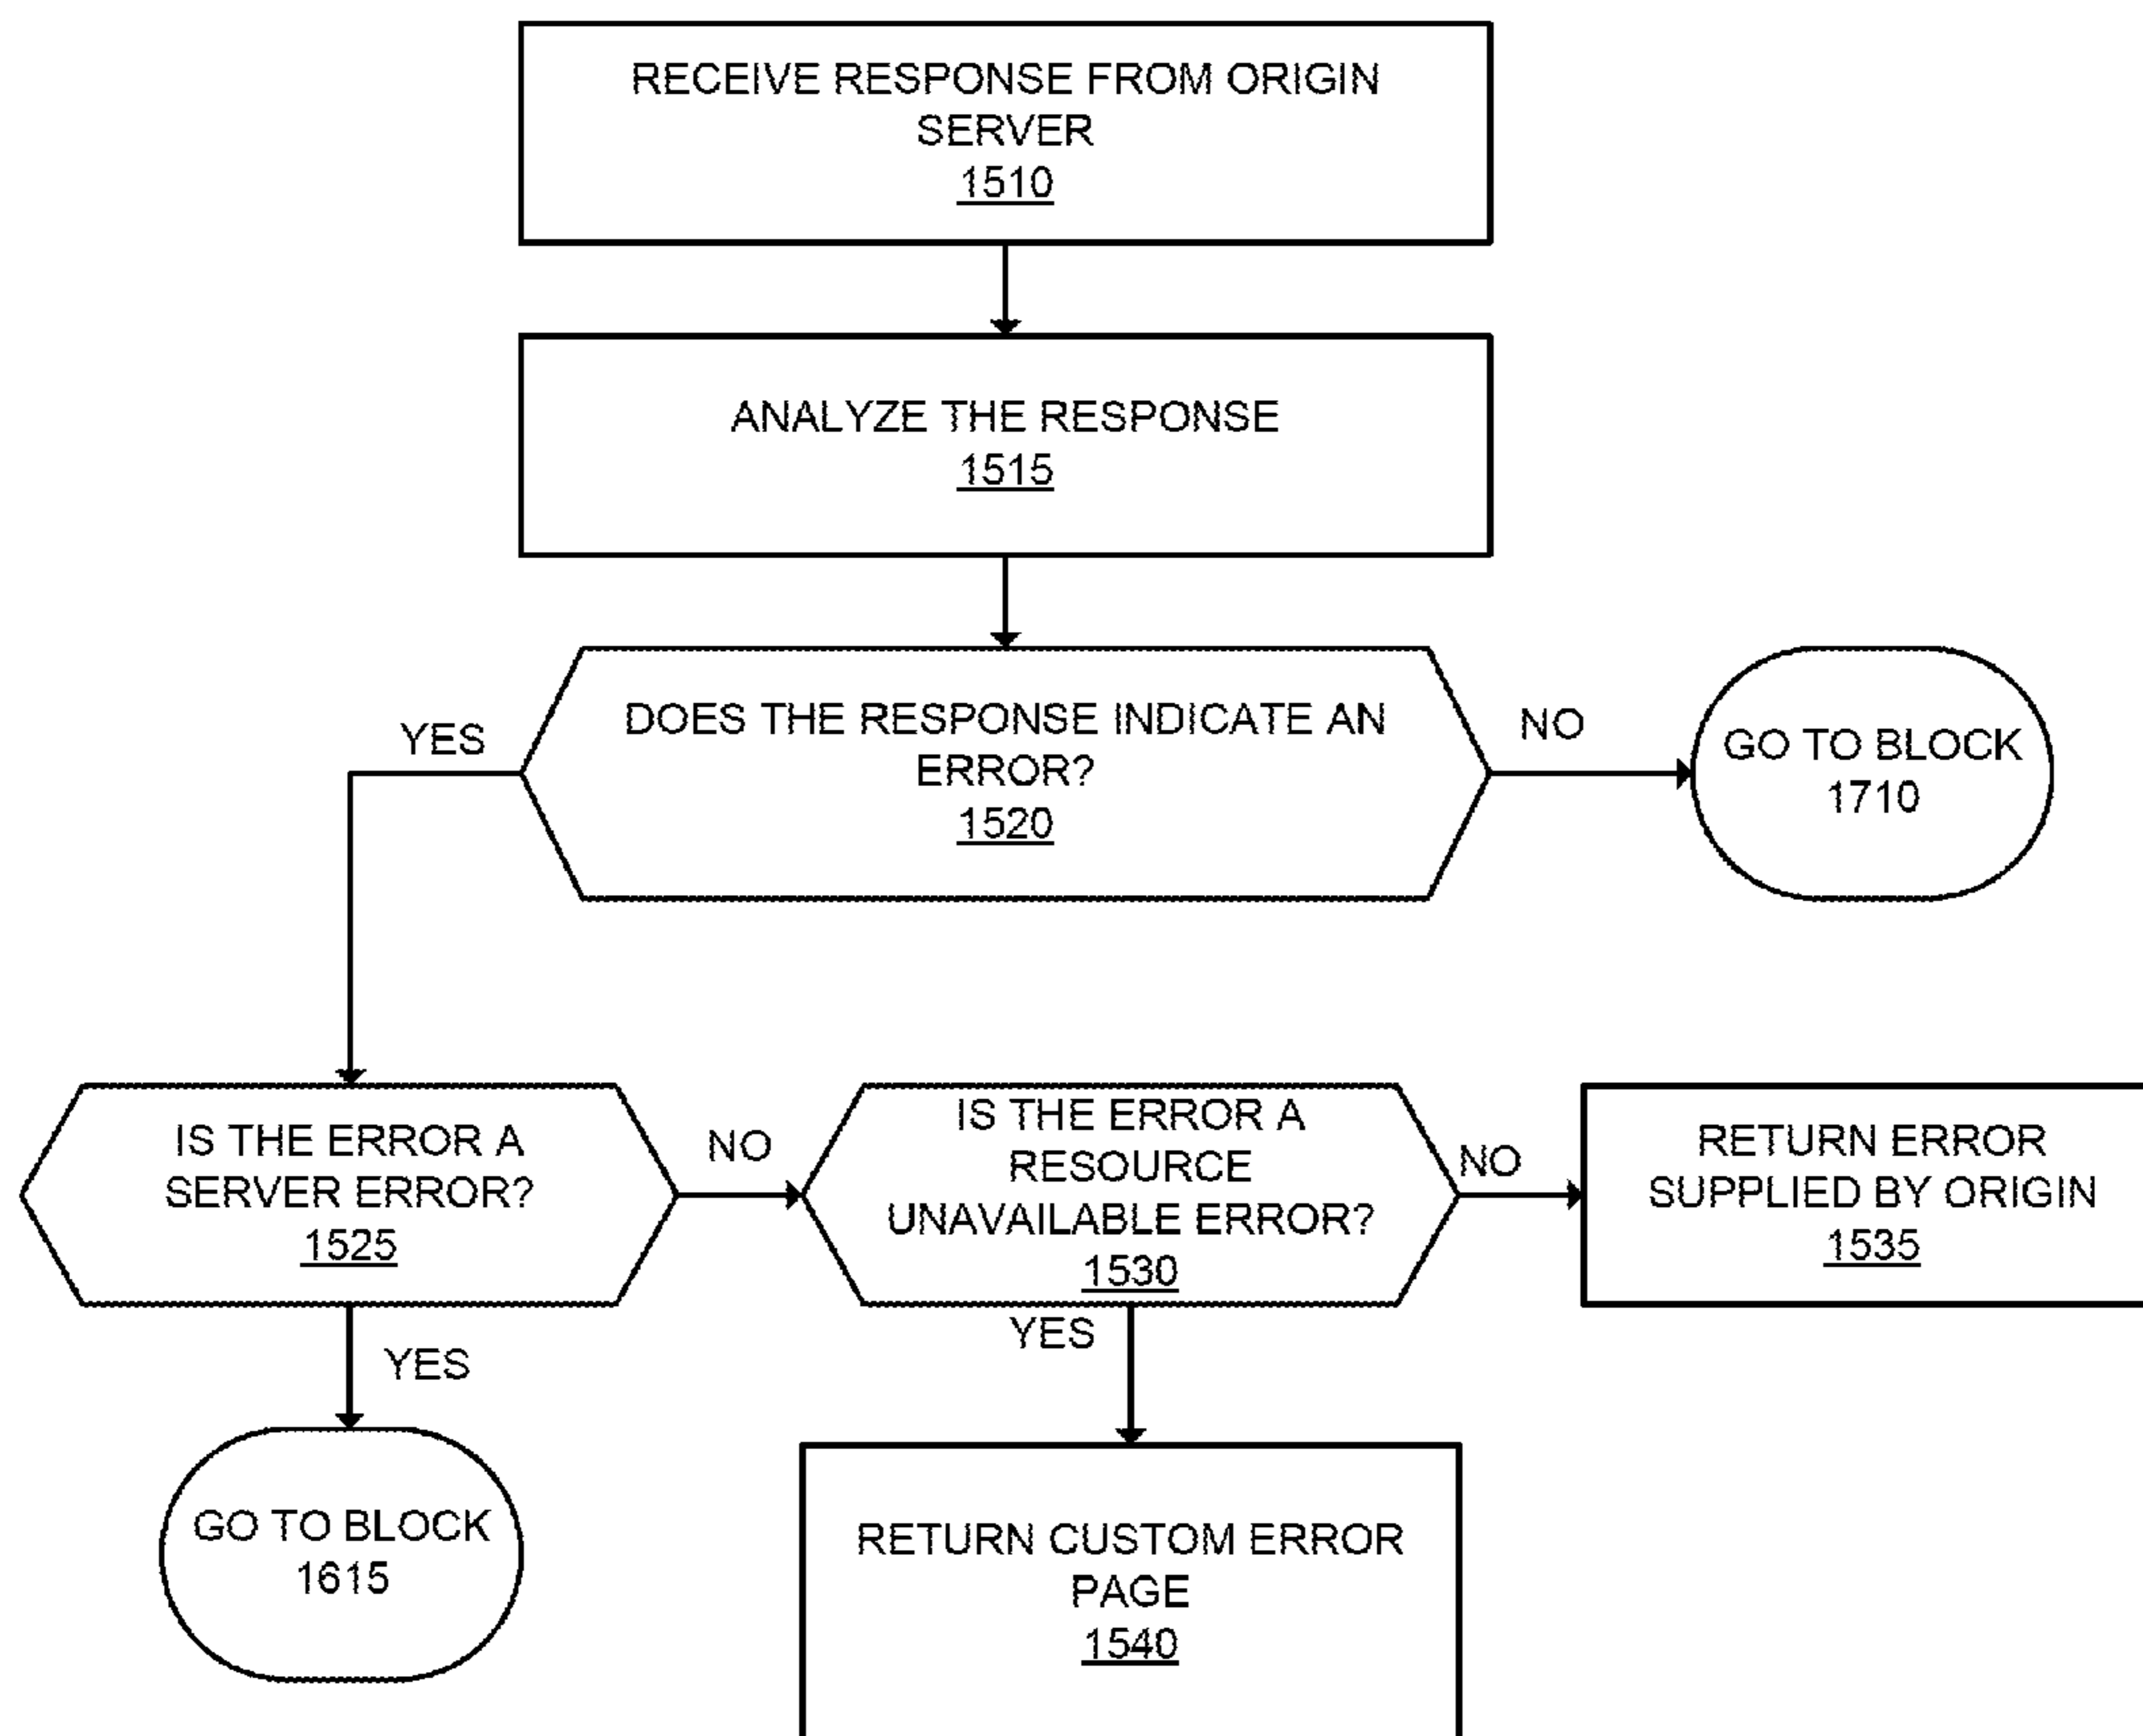 RECEIVE RESPONSE FROM ORIGIN
SERVER
1510
ANALYZE THE RESPONSE
1515
DOES THE RESPONSE INDICATE AN
ERROR?
1520
YES
NO
GO TO BLOCK
1710
IS THE ERROR A
SERVER ERROR?
1525
NO
IS THE ERROR A
RESOURCE
UNAVAILABLE ERROR?
1530
NO
RETURN ERROR
SUPPLIED BY ORIGIN
1535
YES
YES
GO TO BLOCK
1615
RETURN CUSTOM ERROR
PAGE
1540